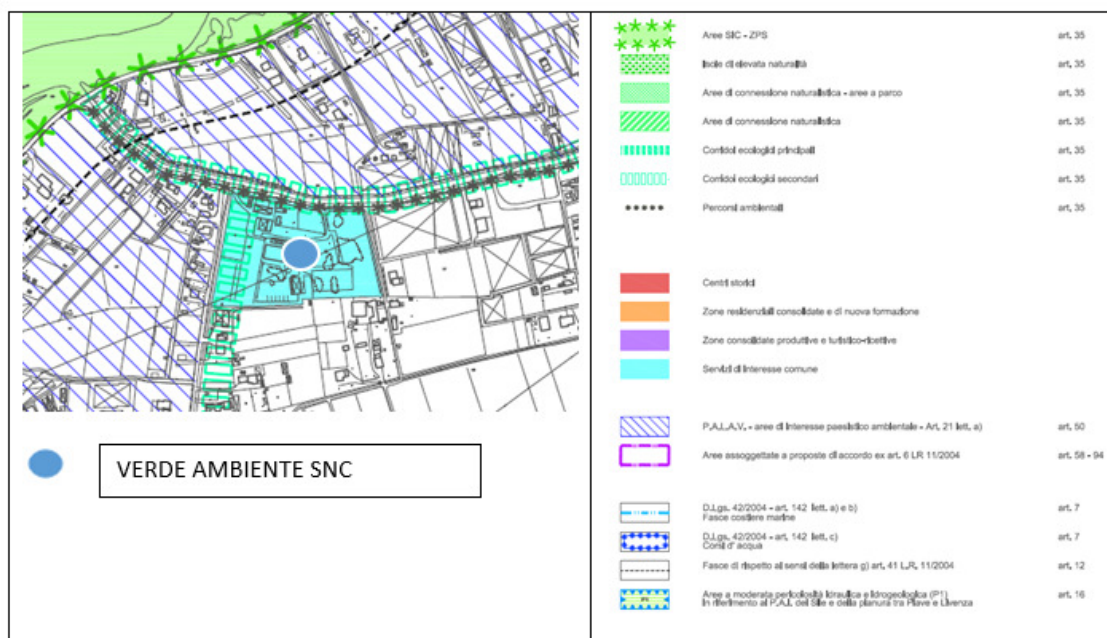 VERDE AMBIENTE SNC
Aree SIC - ZPS art. 35
Isole di elevata naturalità art. 35
Aree di connessione naturalistica - aree a parco art. 35
Aree di connessione naturalistica art. 35
Corridoi ecologici principali art. 35
Corridoi ecologici secondari art. 35
Percorsi ambientali art. 35
Centri storici
Zone residenziali consolidate e di nuova formazione
Zone consolidate produttive e turistico-ricettive
Servizi di interesse comune
P.A.L.A.V. - aree di interesse paesistico ambientale - Art. 21 lett. a) art. 50
Aree assoggettate a proposte di accordo ex art. 6 LR 11/2004 art. 58 - 94
D.Lgs. 42/2004 - art. 142 lett. a) e b) art. 7
Fasce costiere marine
D.Lgs. 42/2004 - art. 142 lett. c) art. 7
Corsi d' acqua
Fasce di rispetto ai sensi della lettera g) art. 41 L.R. 11/2004 art. 12
P1
Aree a moderata pericolosità idraulica e idrogeologica (P1) art. 16
In riferimento al P.A.I. del Sile e della pianura tra Piave e Livenza